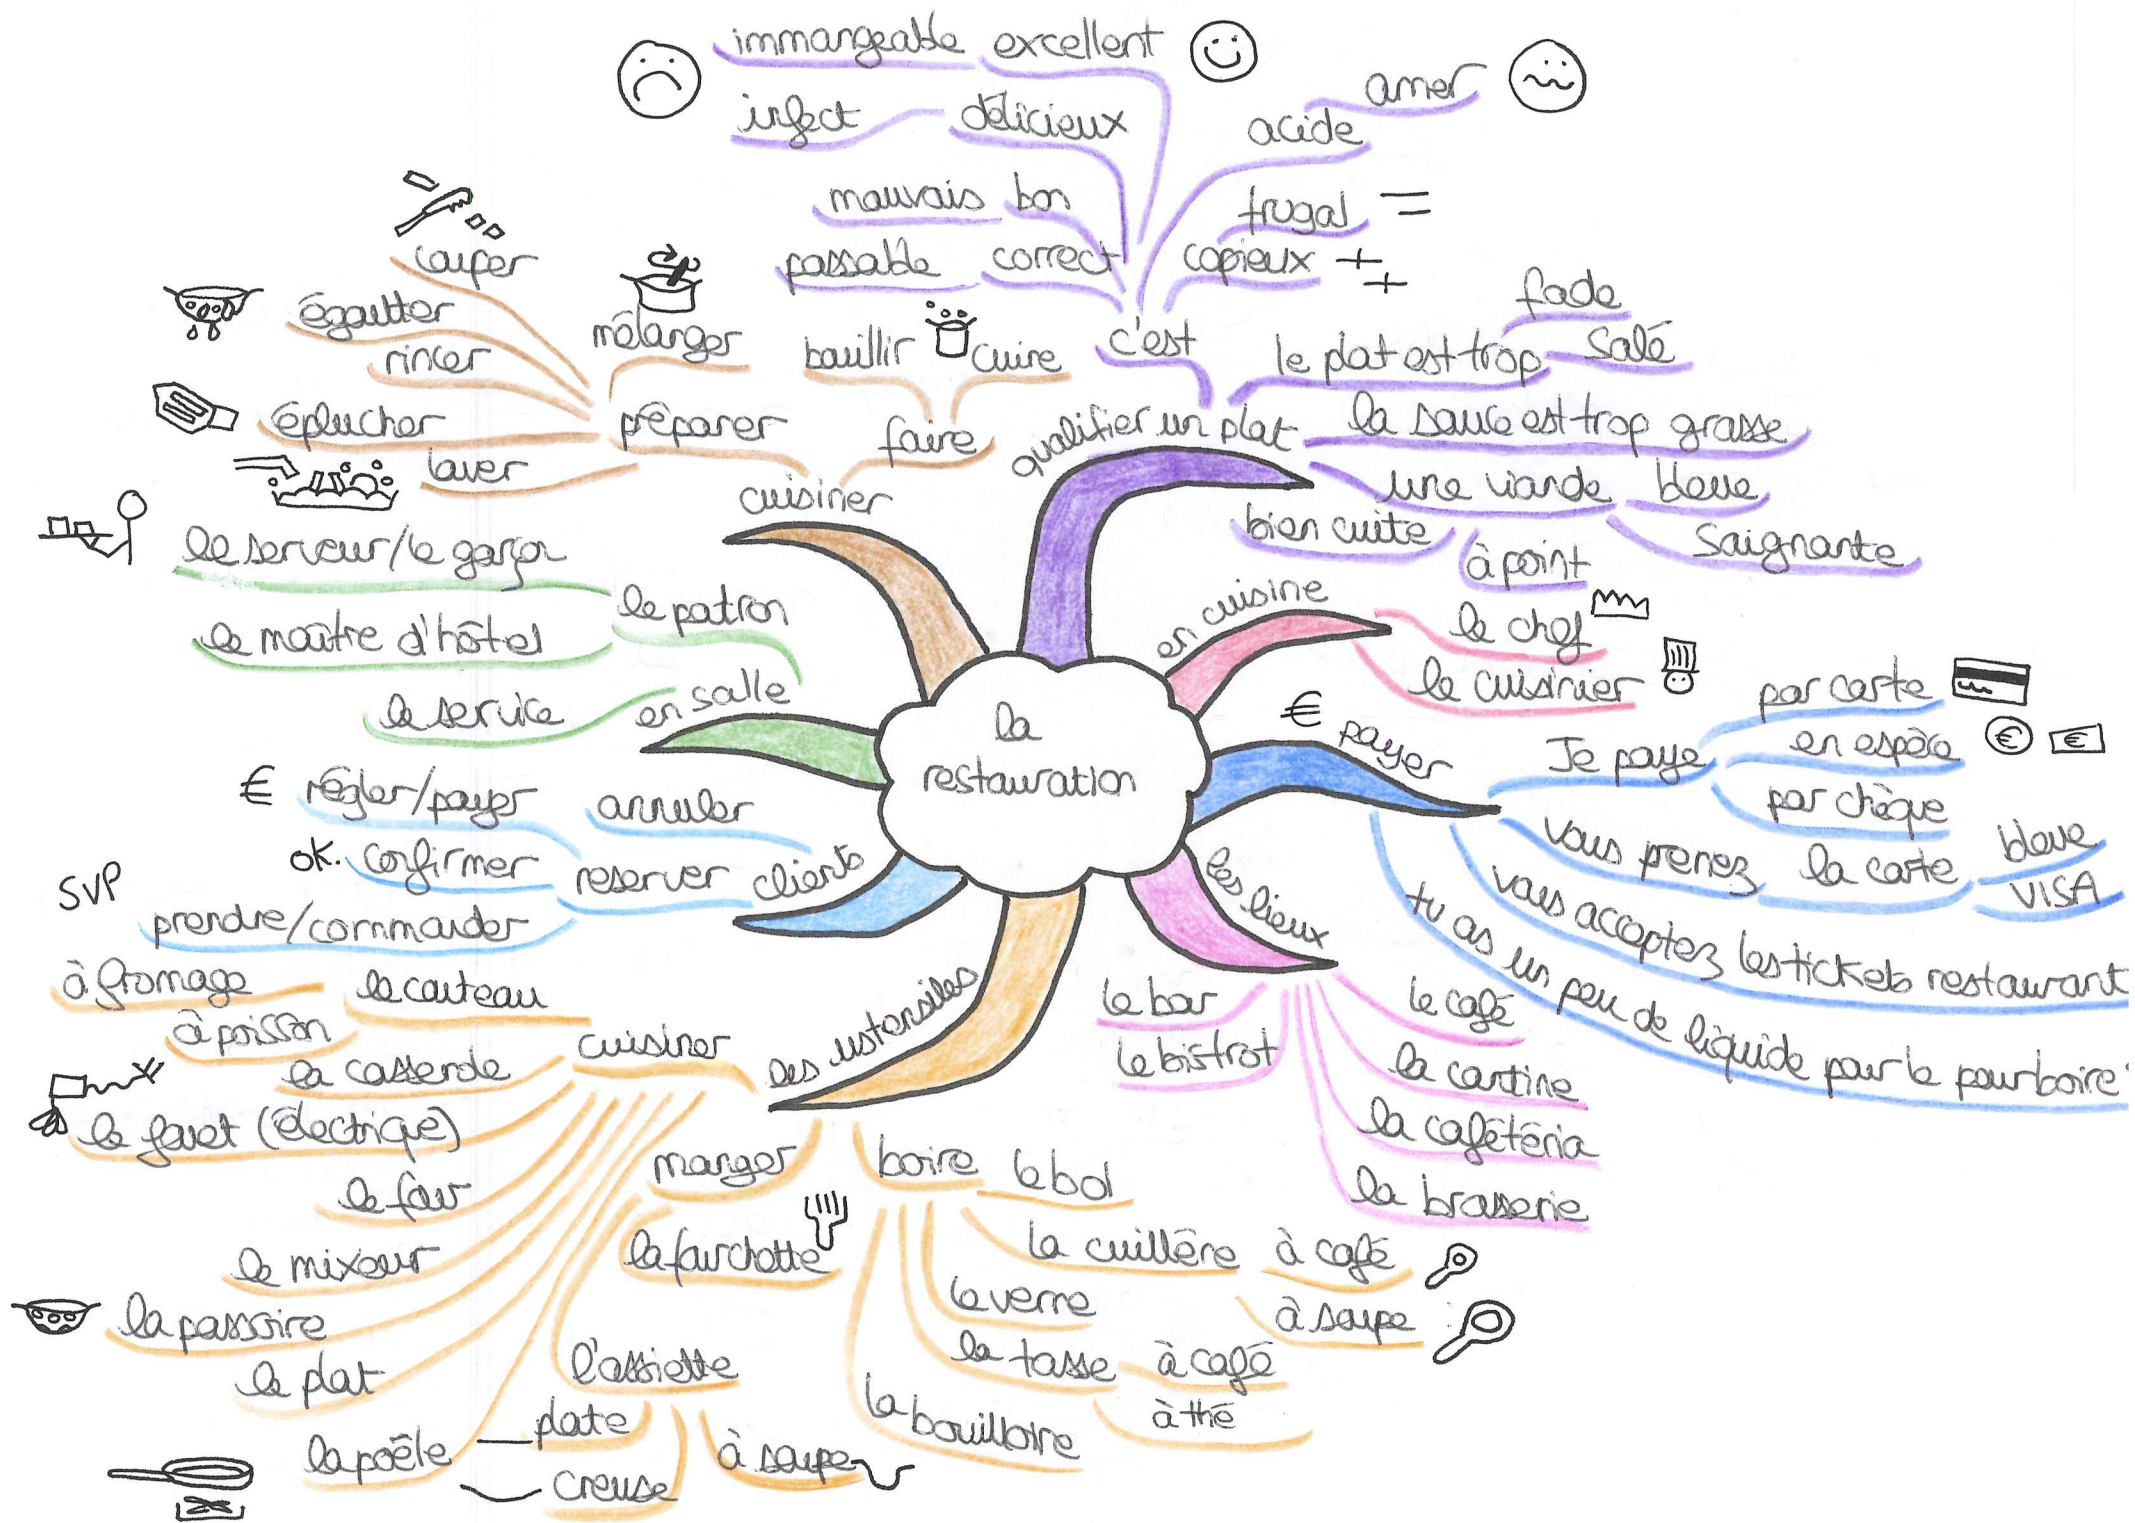 la
restauration
qualifier un plat
c'est
immangeable excellent
infect délicieux
mauvais bon
passable correct
amer
acide
frugal
copieux
le plat est trop
fade
salé
la sauce est trop grasse
une viande bleue
saignante
à point
bien cuite
en cuisine
le chef
le cuisinier
€ payer
Je paye
par carte
en espèce
€ €
par chèque
vous prenez la carte bleue
VISA
vous acceptez les tickets restaurant
tu as un peu de liquide pour le pourboire
les lieux
le bar
le bistrot
le café
la cantine
la cafétéria
la brasserie
les ustensiles
boire
le bol
la cuillère à café
à soupe
le verre
la tasse à café
à thé
la bouilloire
manger
la fourchette
l'assiette
plate
creuse
à soupe
cuisiner
le couteau
à fromage
à poisson
la casserole
le fouet (électrique)
le four
le mixeur
la passoire
le plat
la poêle
clients
annuler
reserver
€ régler/payer
ok. confirmer
SVP
prendre/commander
en salle
le patron
le serveur/le garçon
le maître d'hôtel
le service
cuisiner
faire
bouillir cuire
préparer
mélanger
couper
égoutter
rincer
éplucher
laver